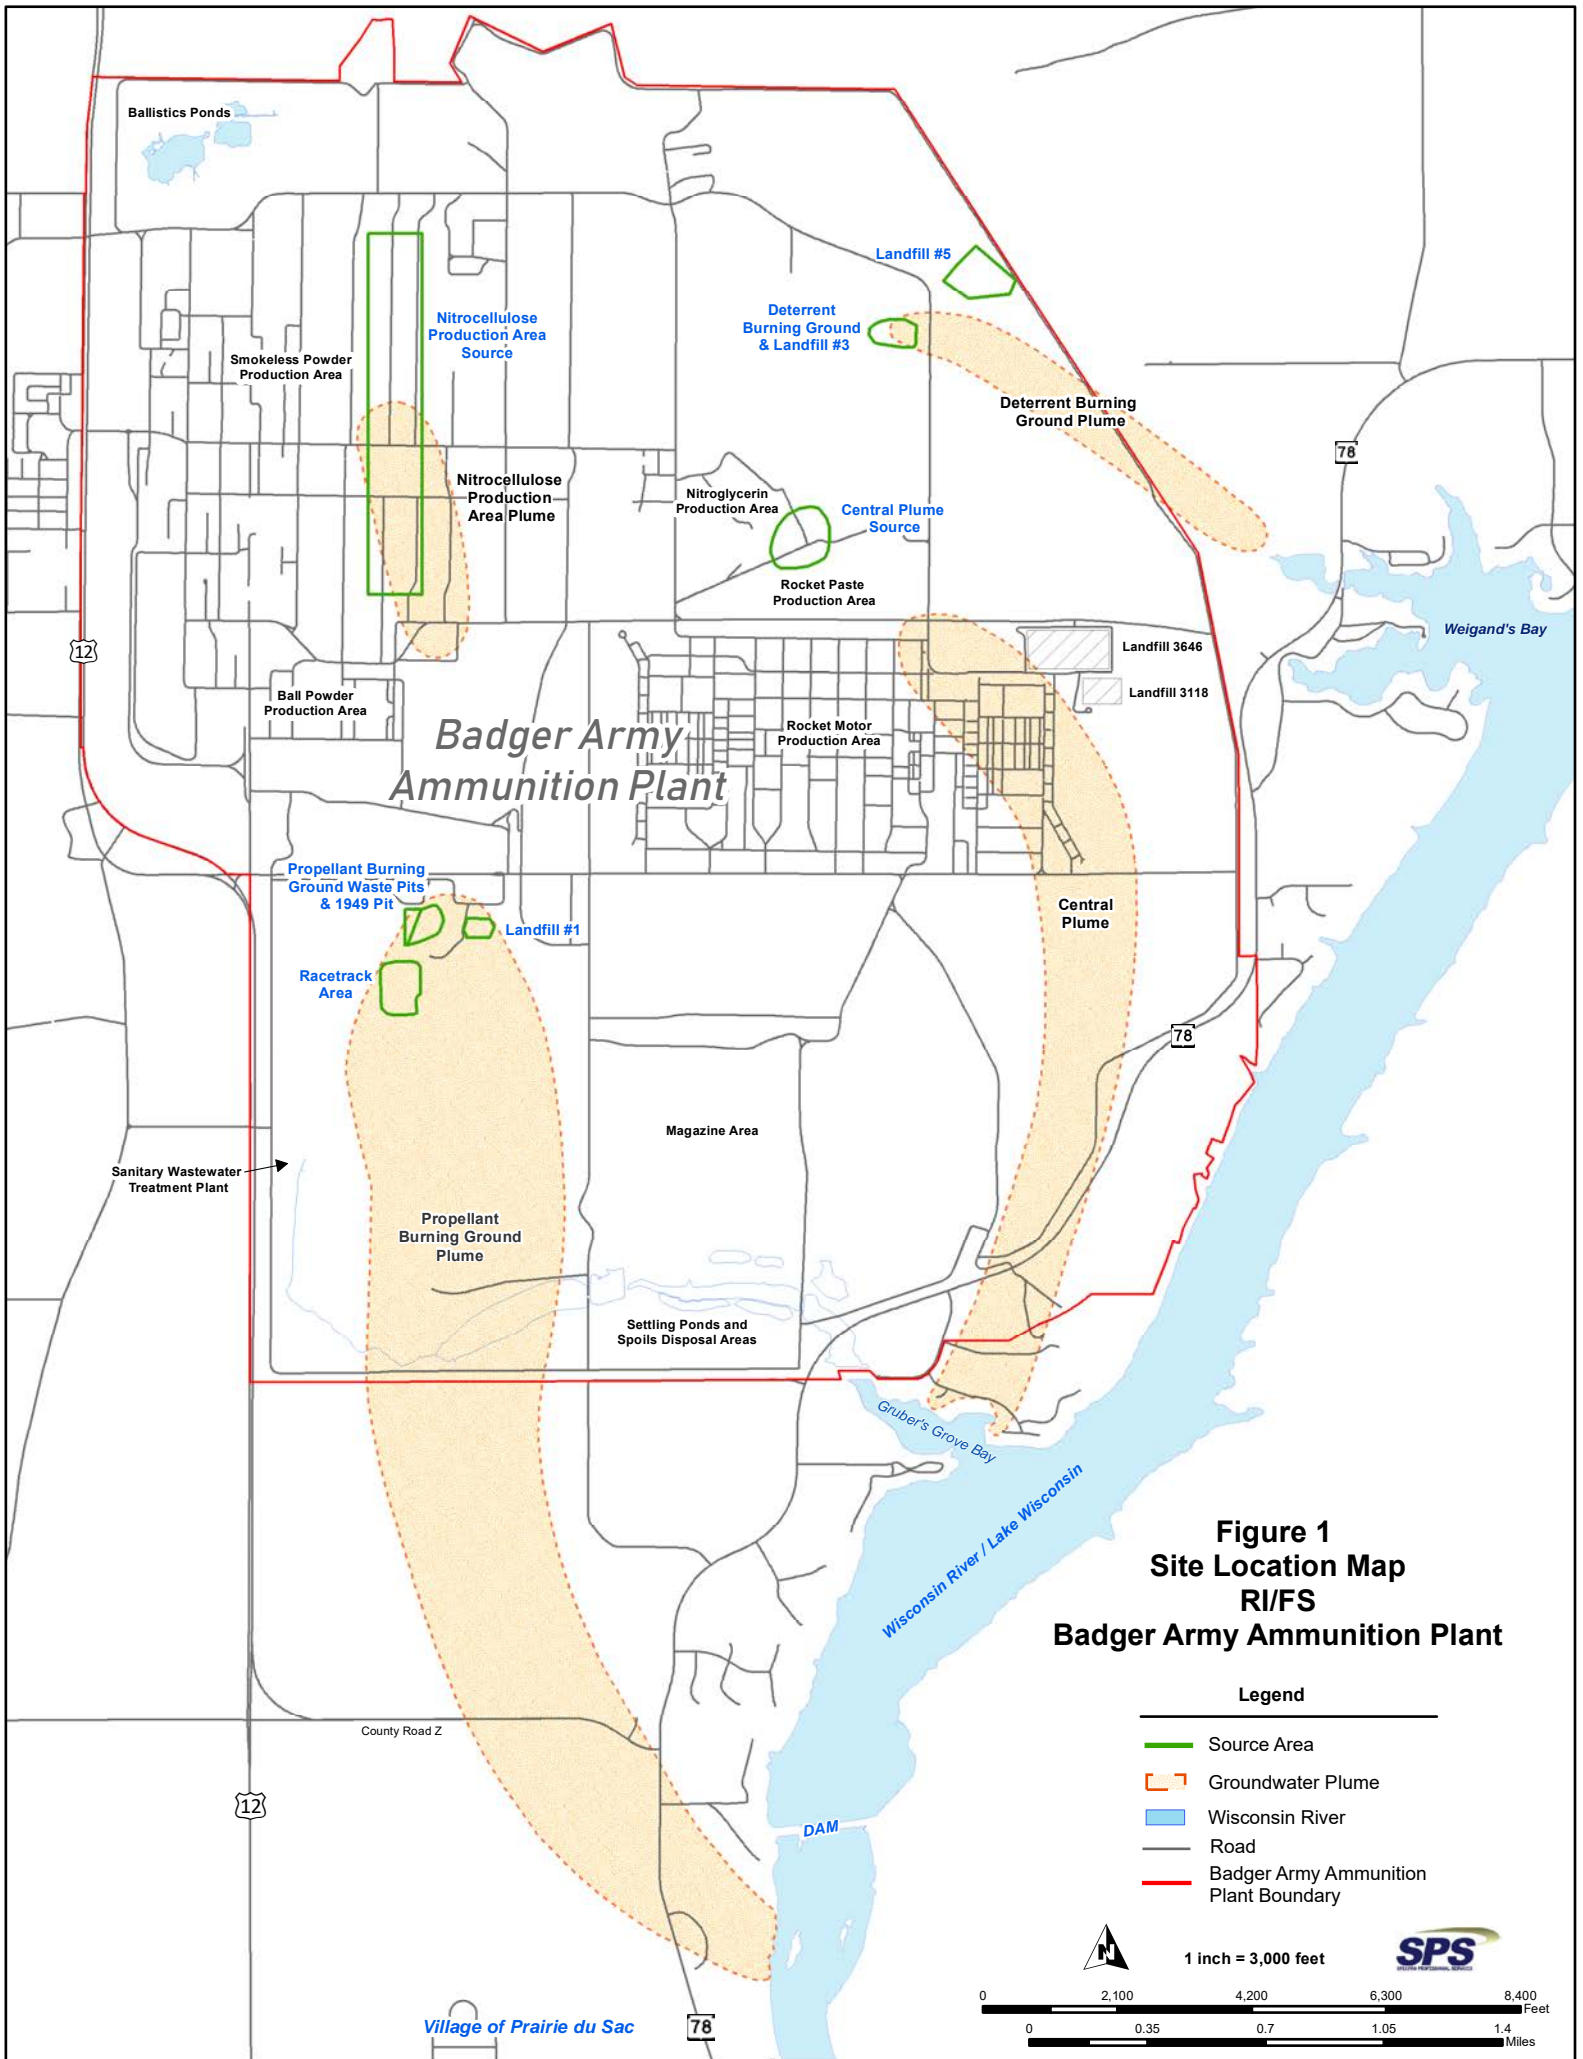 Ballistics Ponds
Landfill #5
Deterrent
Burning Ground
& Landfill #3
Nitrocellulose
Production Area
Source
Smokeless Powder
Production Area
Deterrent Burning
Ground Plume
78
Nitrocellulose
Production
Area Plume
Nitroglycerin
Production Area
Central Plume
Source
Rocket Paste
Production Area
Weigand's Bay
12
Landfill 3646
Landfill 3118
Ball Powder
Production Area
Rocket Motor
Production Area
Badger Army
Ammunition Plant
Propellant Burning
Ground Waste Pits
& 1949 Pit
Landfill #1
Central
Plume
Racetrack
Area
78
Magazine Area
Sanitary Wastewater
Treatment Plant
Propellant
Burning Ground
Plume
Settling Ponds and
Spoils Disposal Areas
Gruber's Grove Bay
Wisconsin River / Lake Wisconsin
Figure 1
Site Location Map
RI/FS
Badger Army Ammunition Plant
Legend
Source Area
Groundwater Plume
Wisconsin River
Road
Badger Army Ammunition
Plant Boundary
County Road Z
12
DAM
N
1 inch = 3,000 feet
SPS
0 2,100 4,200 6,300 8,400
Feet
0 0.35 0.7 1.05 1.4
Miles
Village of Prairie du Sac
78